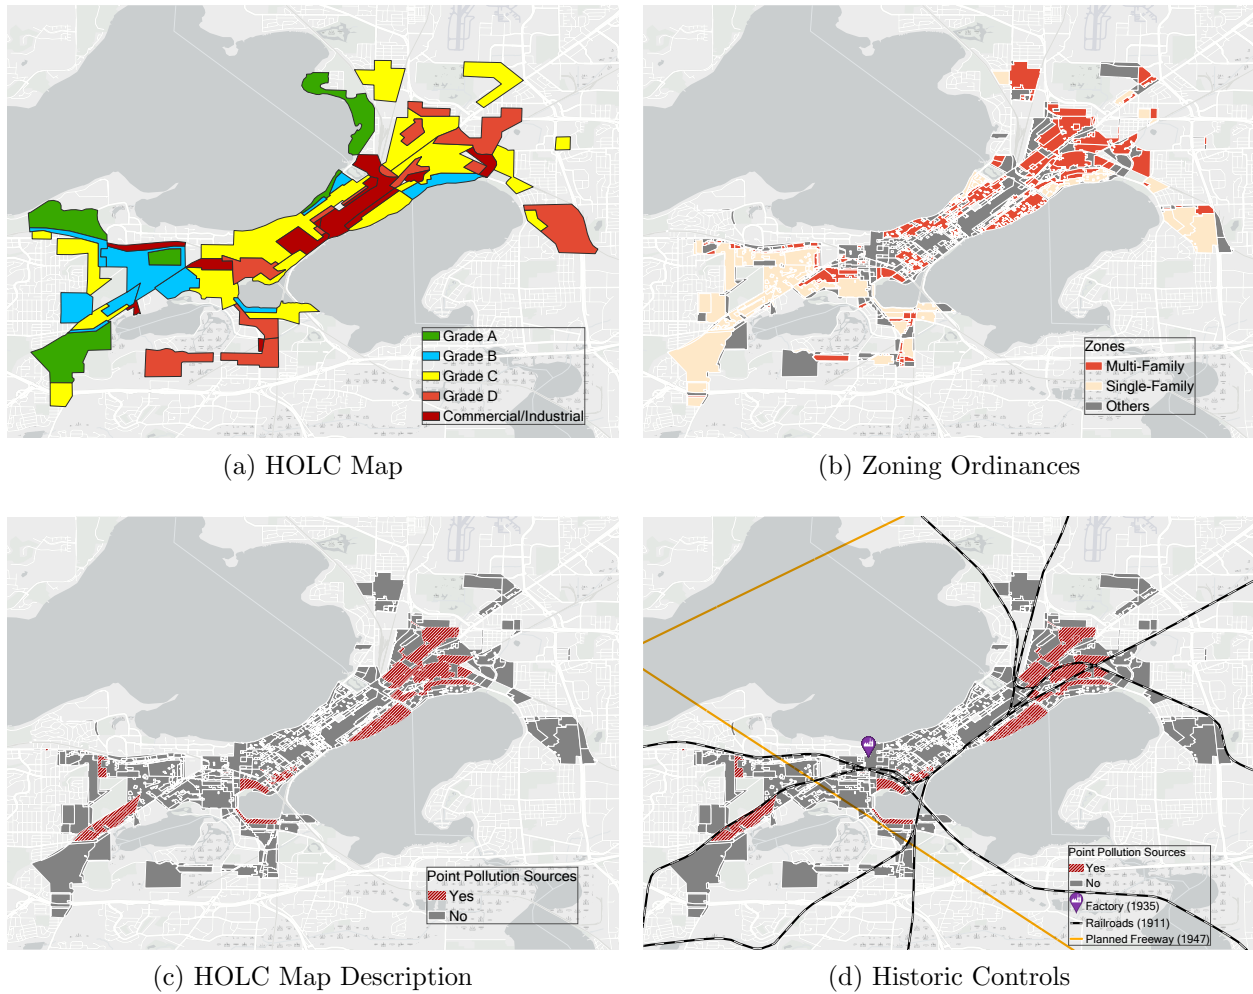 Grade A
Grade B
Grade C
Grade D
Commercial/Industrial
(a) HOLC Map
Zones
Multi-Family
Single-Family
Others
(b) Zoning Ordinances
Point Pollution Sources
Yes
No
(c) HOLC Map Description
Point Pollution Sources
Yes
No
Factory (1935)
Railroads (1911)
Planned Freeway (1947)
(d) Historic Controls